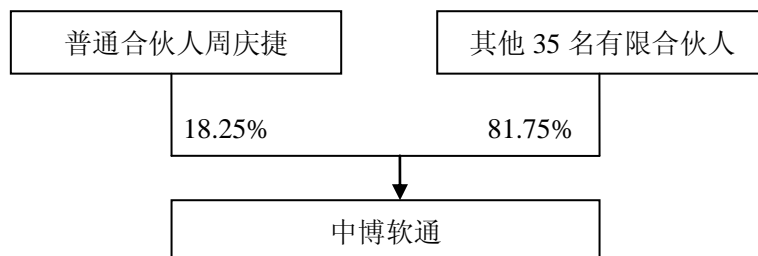 普通合伙人周庆捷
其他 35 名有限合伙人
18.25%
81.75%
中博软通